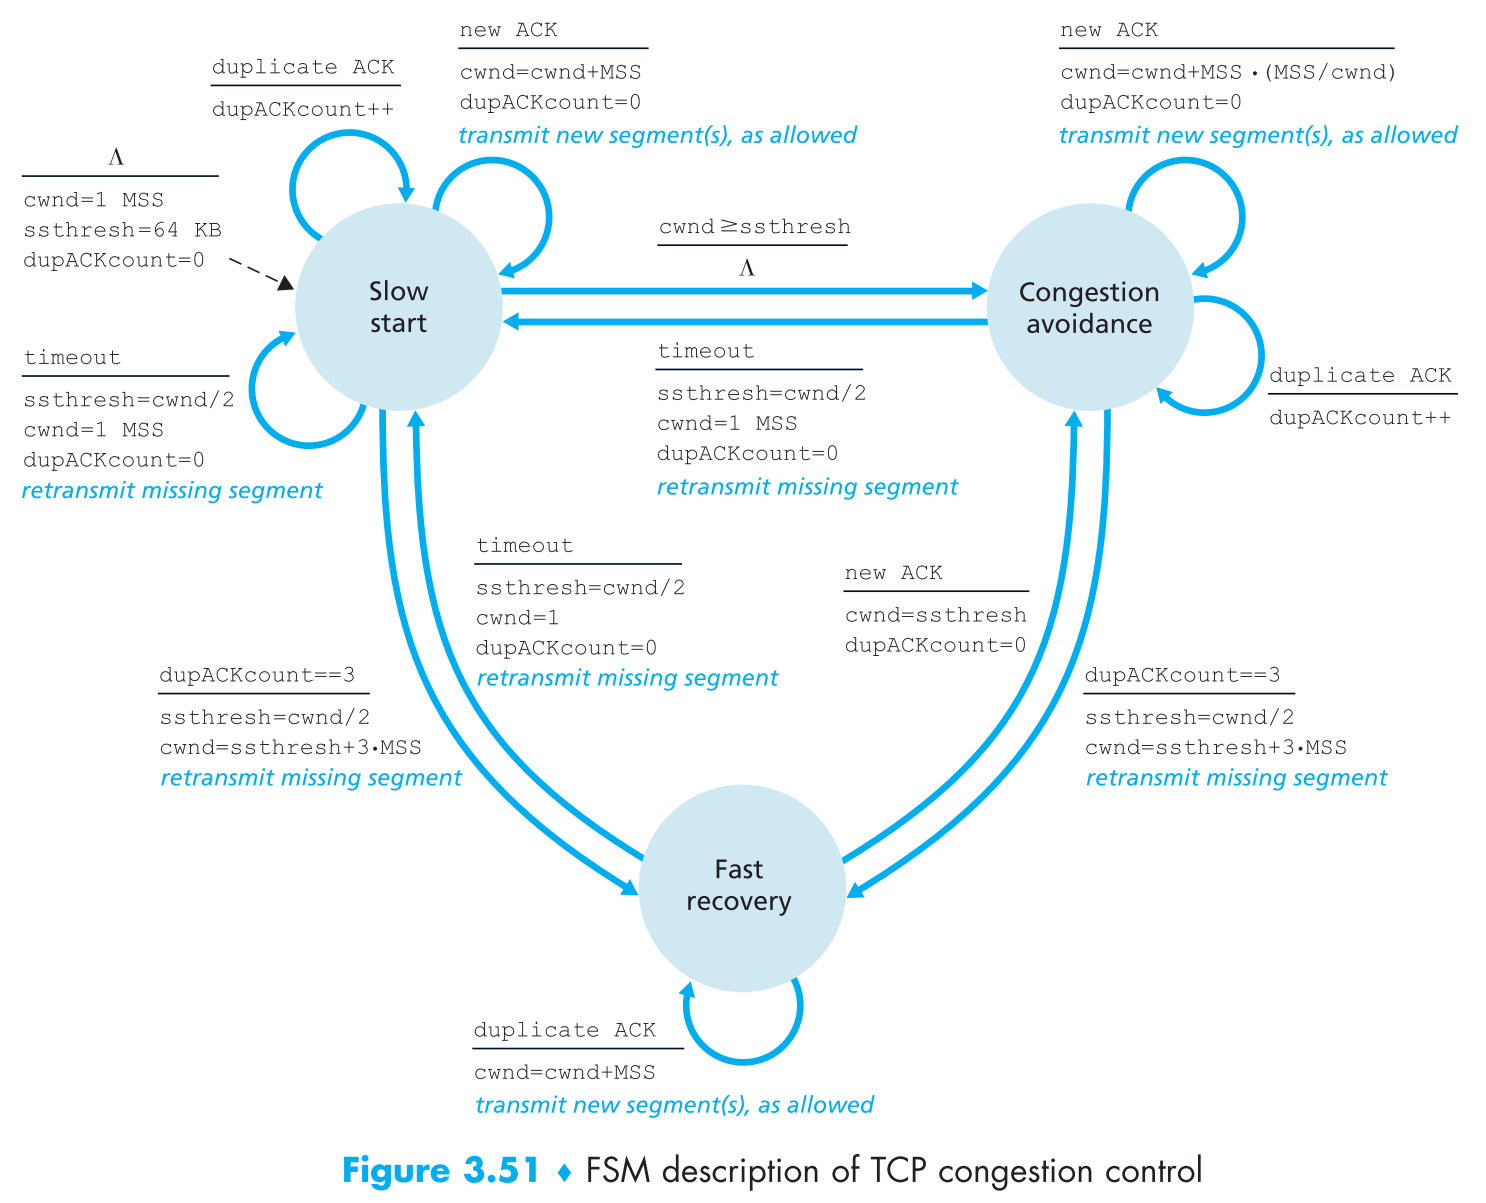 new ACK
cwnd=cwnd+MSS
dupACKcount=0
transmit new segment(s), as allowed
new ACK
cwnd=cwnd+MSS •(MSS/cwnd)
dupACKcount=0
transmit new segment(s), as allowed
duplicate ACK
dupACKcount++
Λ
cwnd=1 MSS
ssthresh=64 KB
dupACKcount=0
cwnd≥ssthresh
Λ
Slow
start
Congestion
avoidance
timeout
ssthresh=cwnd/2
cwnd=1 MSS
dupACKcount=0
retransmit missing segment
timeout
ssthresh=cwnd/2
cwnd=1 MSS
dupACKcount=0
retransmit missing segment
duplicate ACK
dupACKcount++
timeout
ssthresh=cwnd/2
cwnd=1
dupACKcount=0
retransmit missing segment
new ACK
cwnd=ssthresh
dupACKcount=0
dupACKcount==3
ssthresh=cwnd/2
cwnd=ssthresh+3•MSS
retransmit missing segment
dupACKcount==3
ssthresh=cwnd/2
cwnd=ssthresh+3•MSS
retransmit missing segment
Fast
recovery
duplicate ACK
cwnd=cwnd+MSS
transmit new segment(s), as allowed
Figure 3.51 ♦ FSM description of TCP congestion control